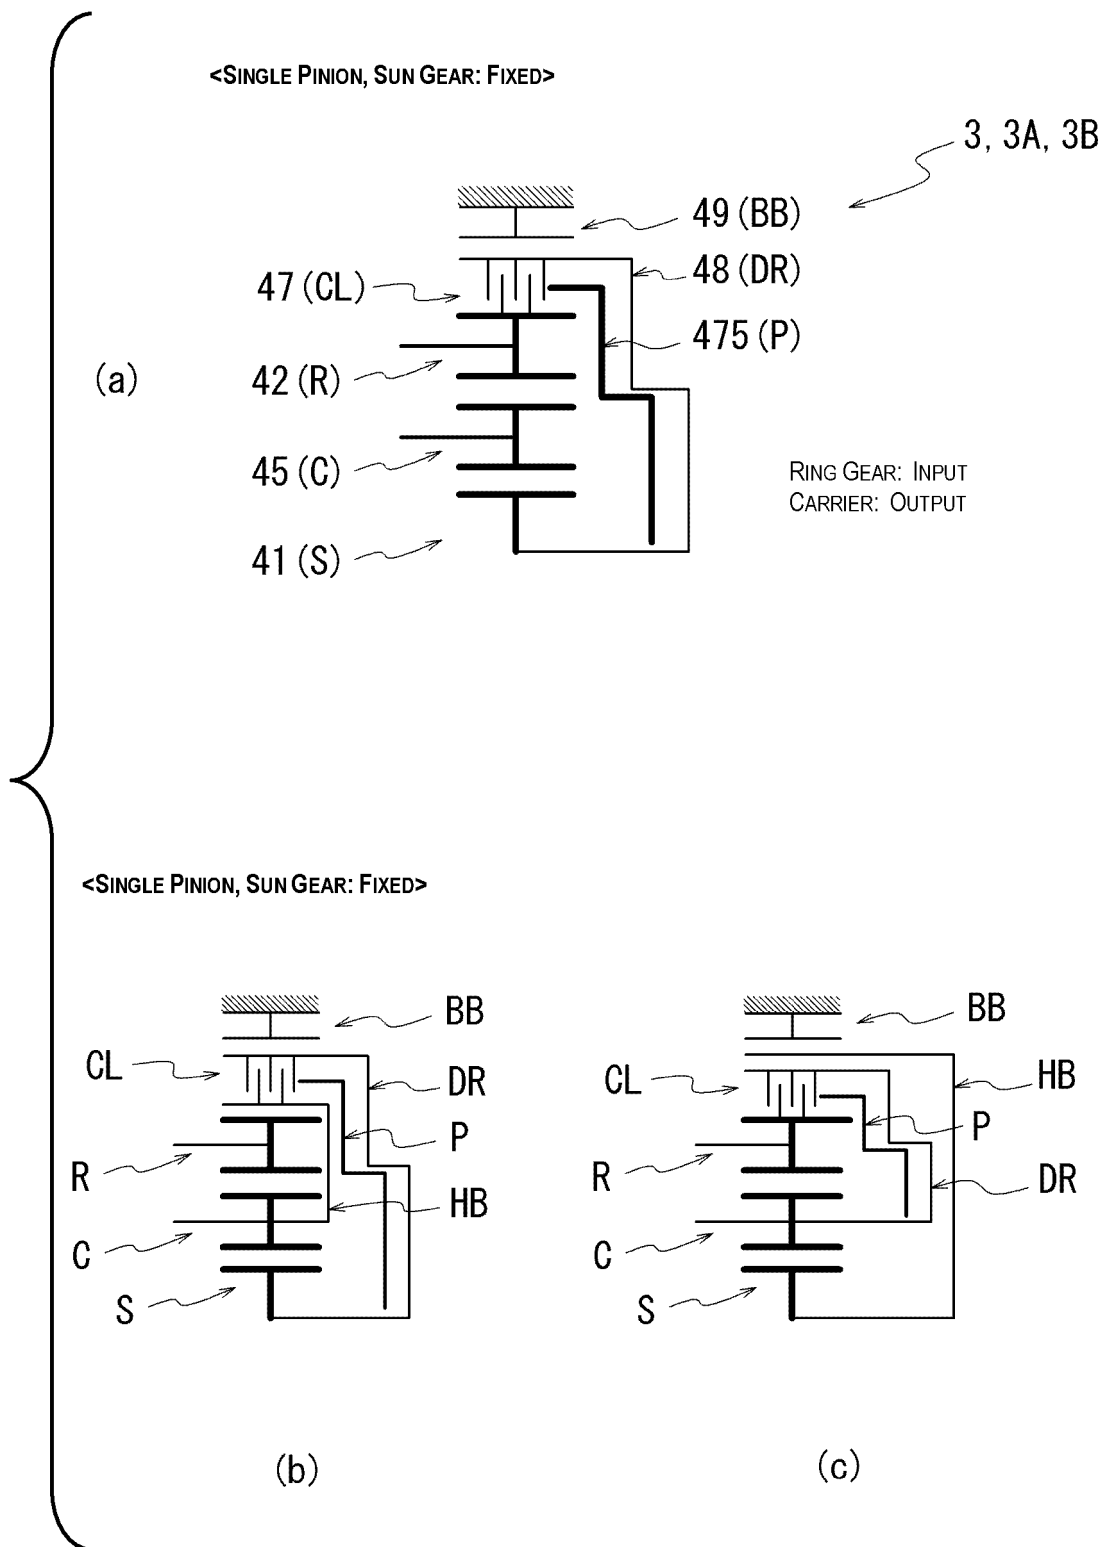 <SINGLE PINION, SUN GEAR: FIXED>
3, 3A, 3B
49 (BB)
48 (DR)
47 (CL)
475 (P)
(a)
42 (R)
45 (C)
RING GEAR: INPUT
CARRIER: OUTPUT
41 (S)
<SINGLE PINION, SUN GEAR: FIXED>
BB
CL
DR
P
R
HB
C
S
(b)
BB
CL
HB
P
R
DR
C
S
(c)